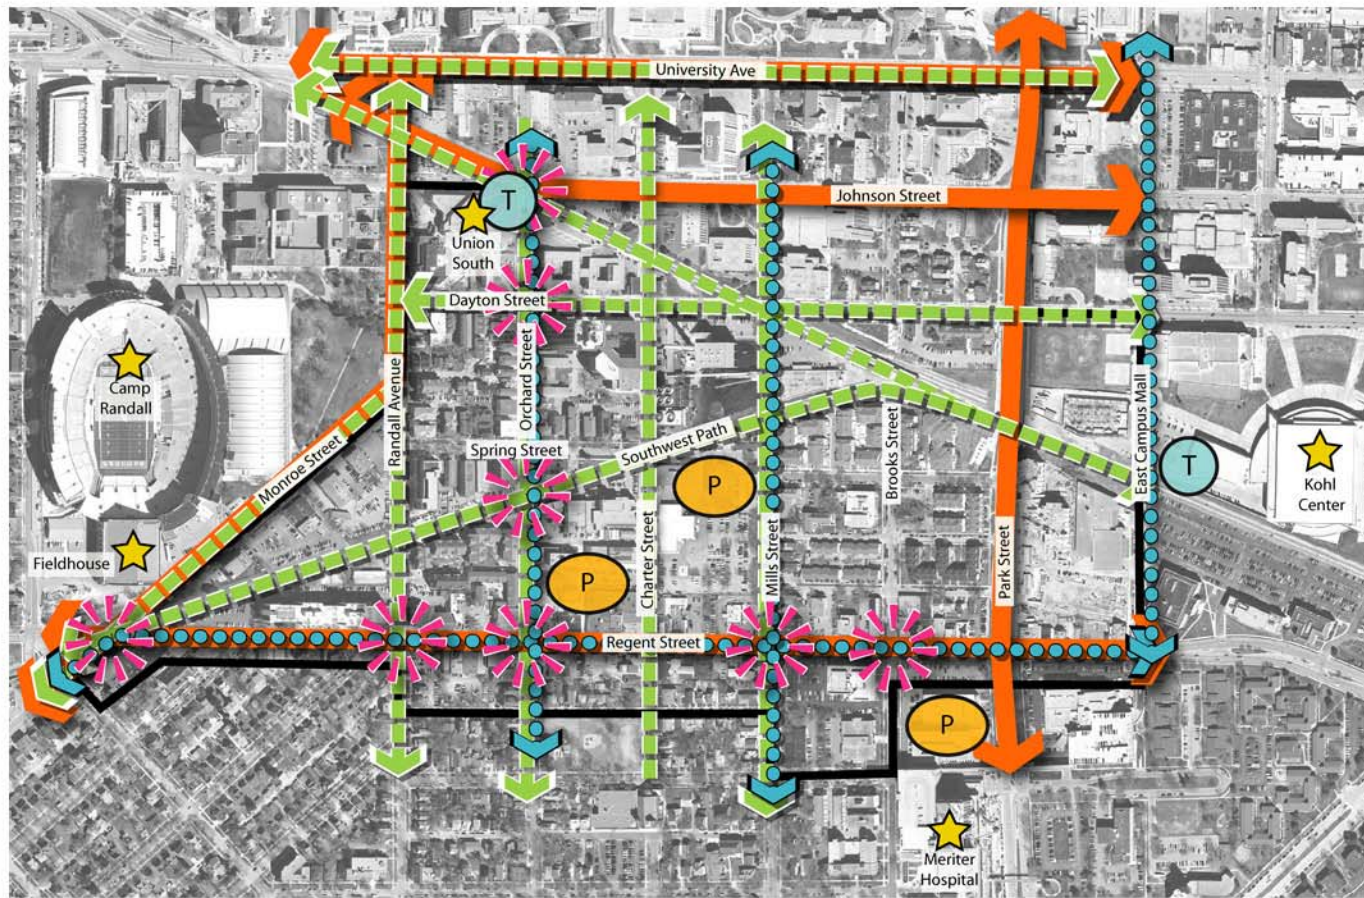 University Ave
Johnson Street
T
Union
South
Dayton Street
Camp
Randall
Randall Avenue
Orchard Street
East Campus Mall
Monroe Street
Spring Street
Southwest Path
Brooks Street
T
Kohl
Center
P
Fieldhouse
P
Charter Street
Mills Street
Park Street
Regent Street
P
Meriter
Hospital